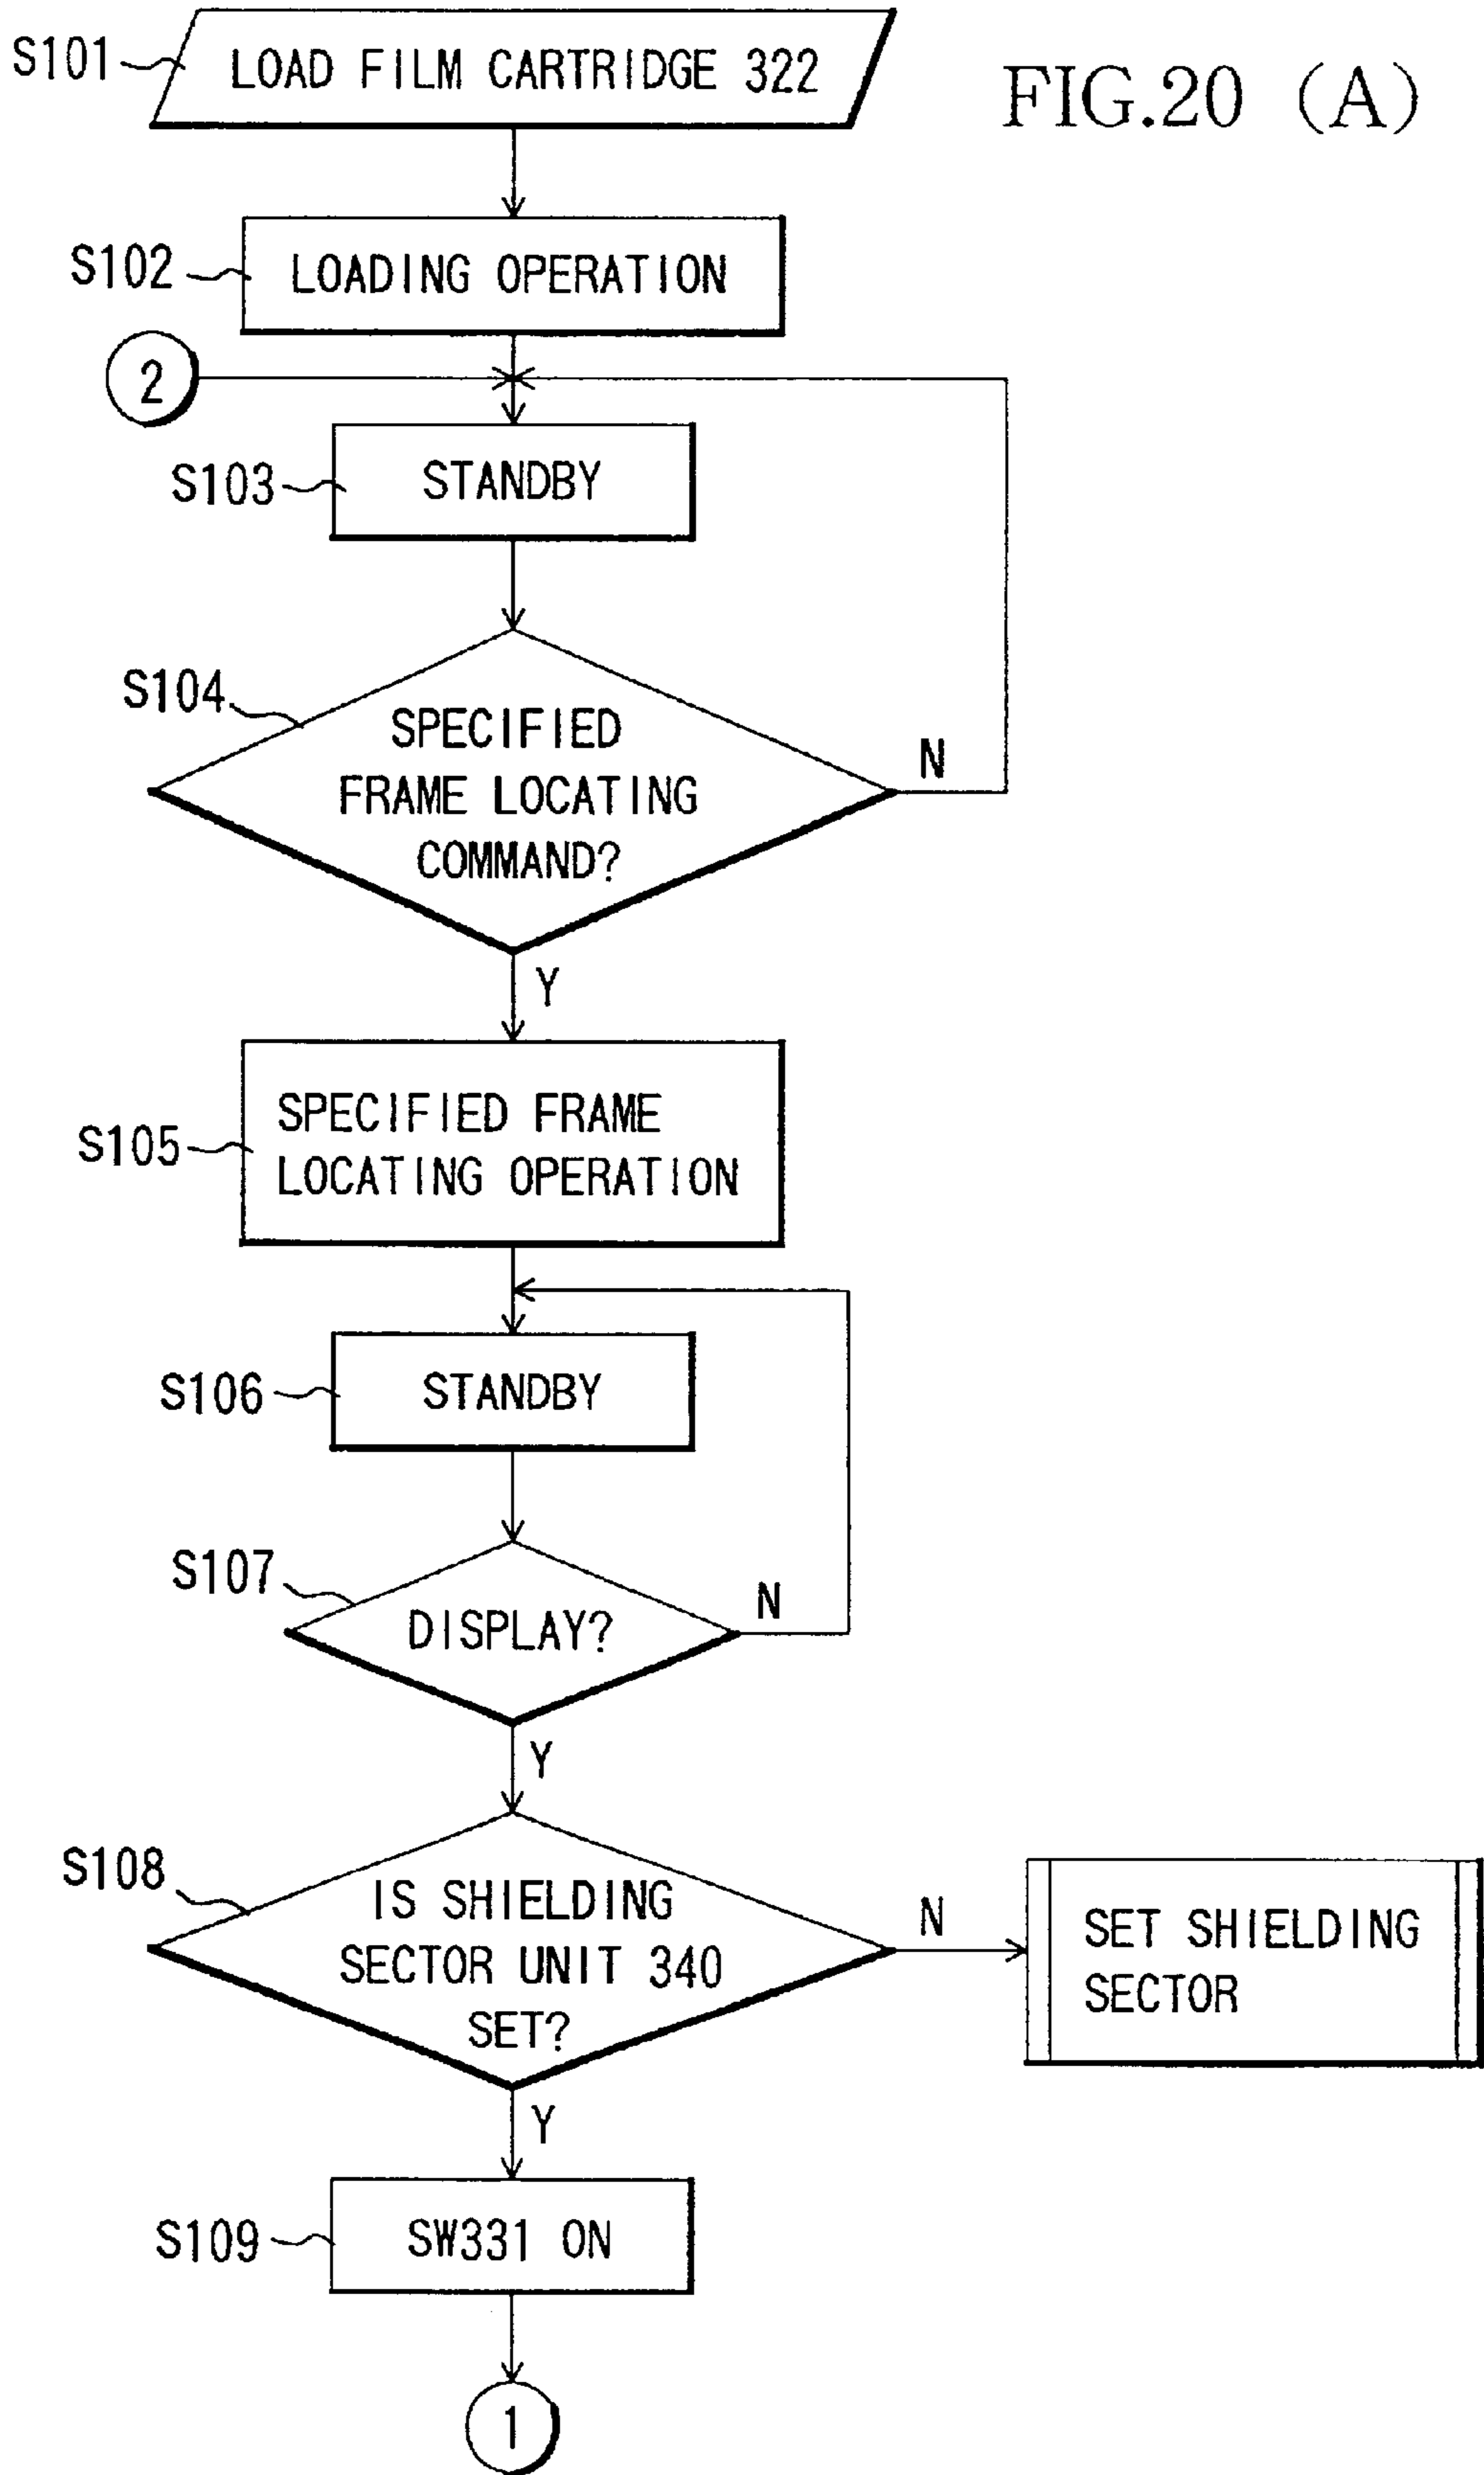 FIG.20 (A)
S101
LOAD FILM CARTRIDGE 322
S102
LOADING OPERATION
2
S103
STANDBY
S104
SPECIFIED
FRAME LOCATING
COMMAND?
N
Y
S105
SPECIFIED FRAME
LOCATING OPERATION
S106
STANDBY
S107
DISPLAY?
N
Y
S108
IS SHIELDING
SECTOR UNIT 340
SET?
N
SET SHIELDING
SECTOR
Y
S109
SW331 ON
1